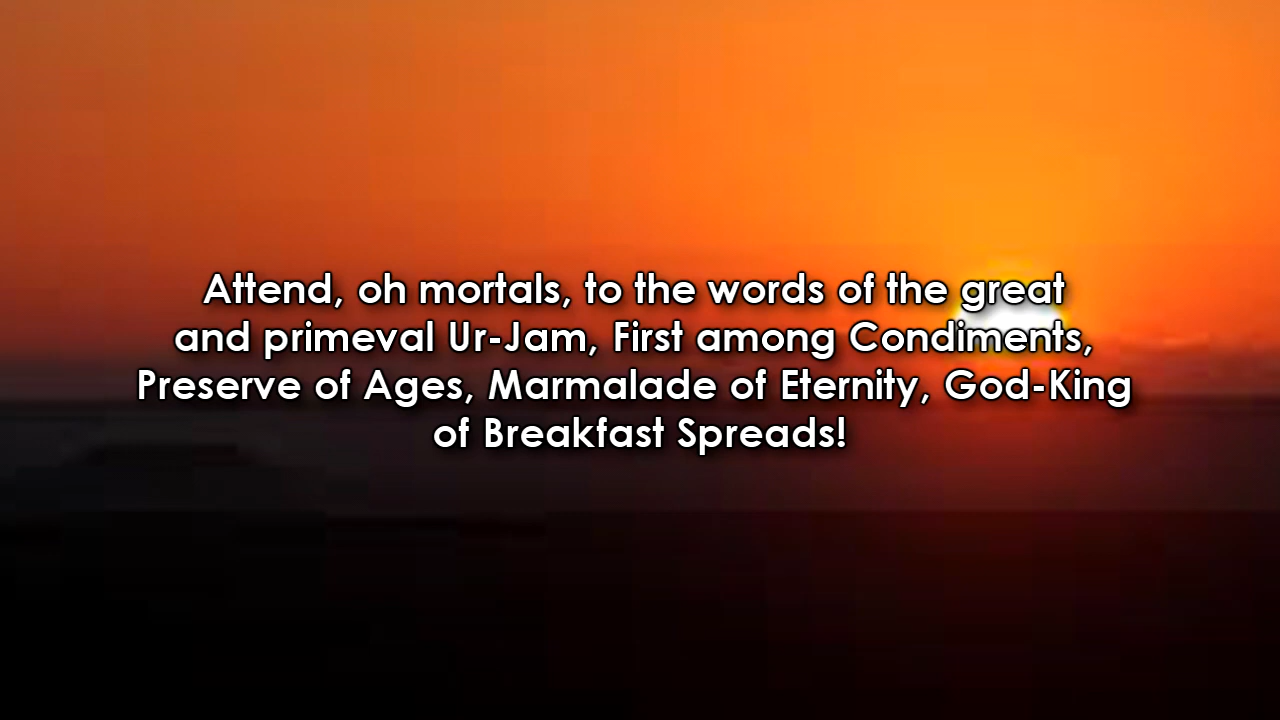 Attend, oh mortals, to the words of the great
and primeval Ur-Jam, First among Condiments,
Preserve of Ages, Marmalade of Eternity, God-King
of Breakfast Spreads!